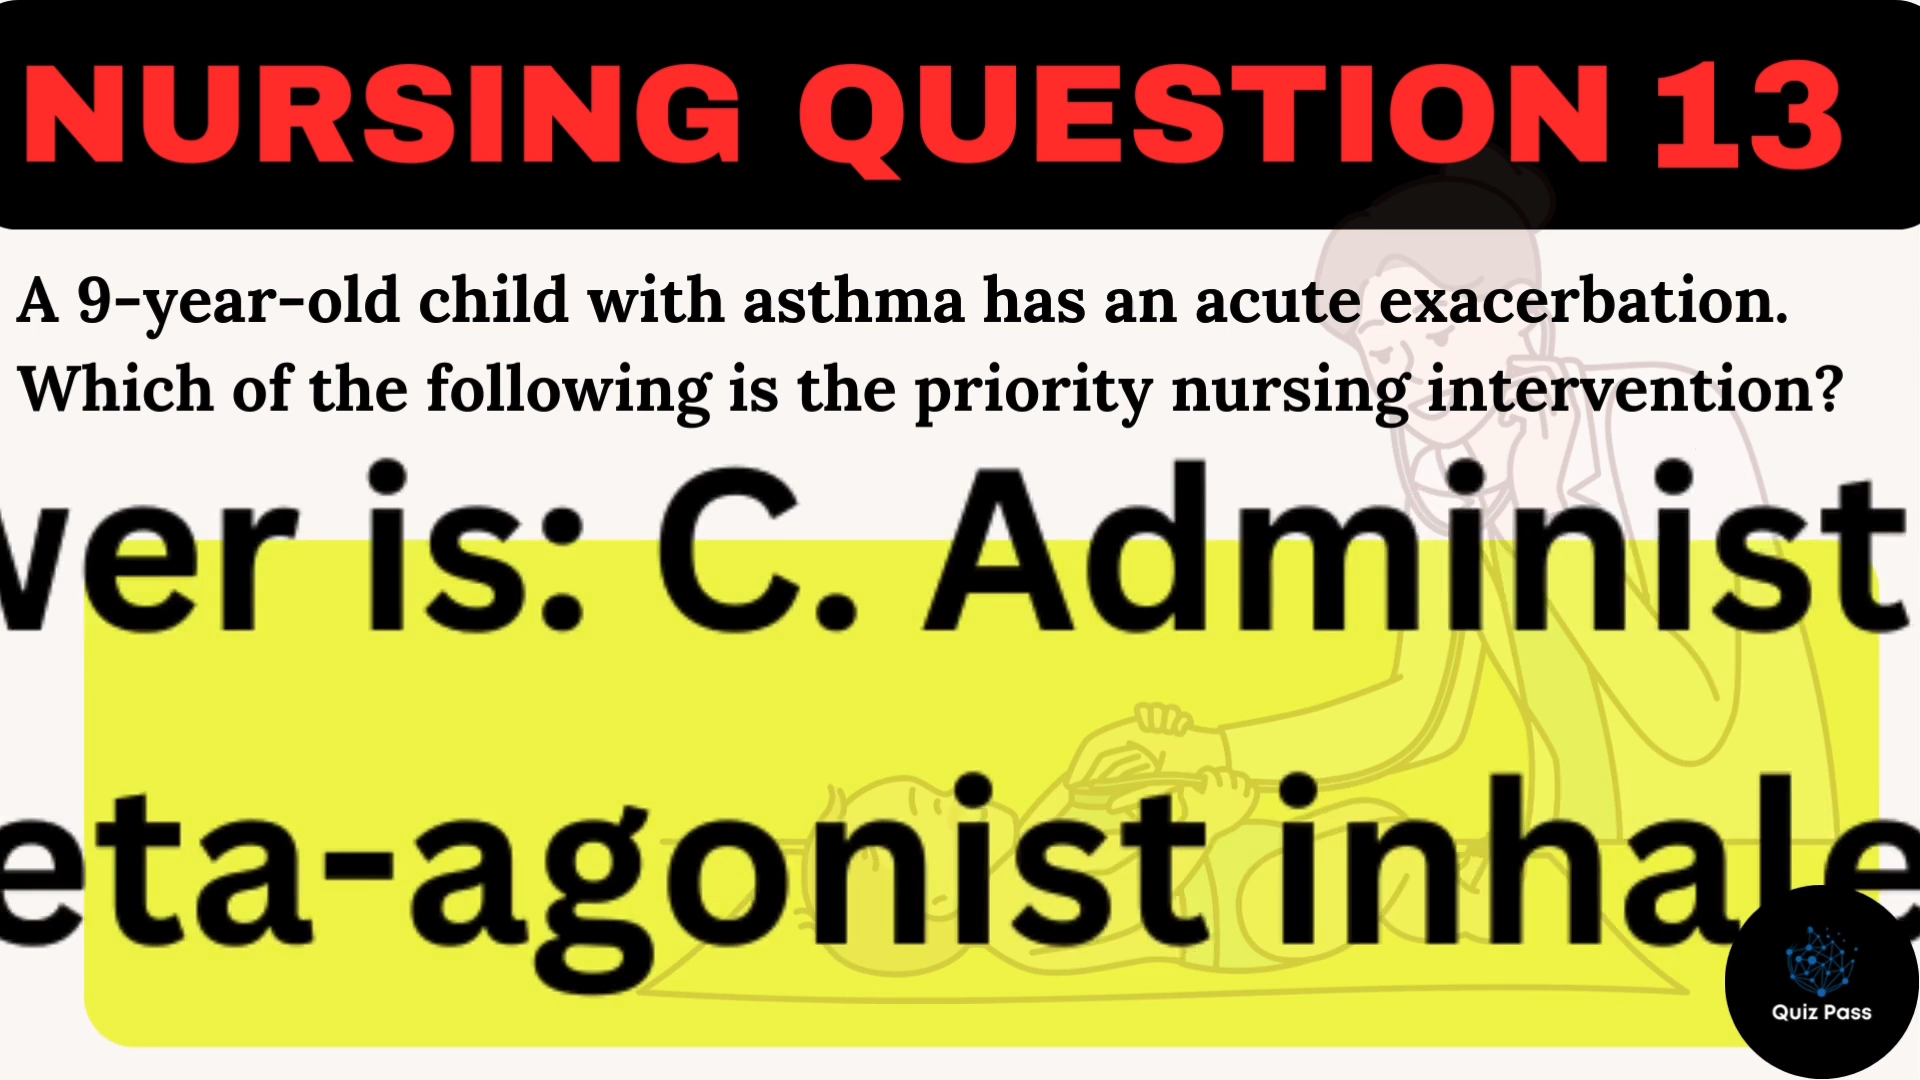 NURSING QUESTION 13
A 9-year-old child with asthma has an acute exacerbation.
Which of the following is the priority nursing intervention?
wer is: C. Administ
eta-agonist inhale
Quiz Pass